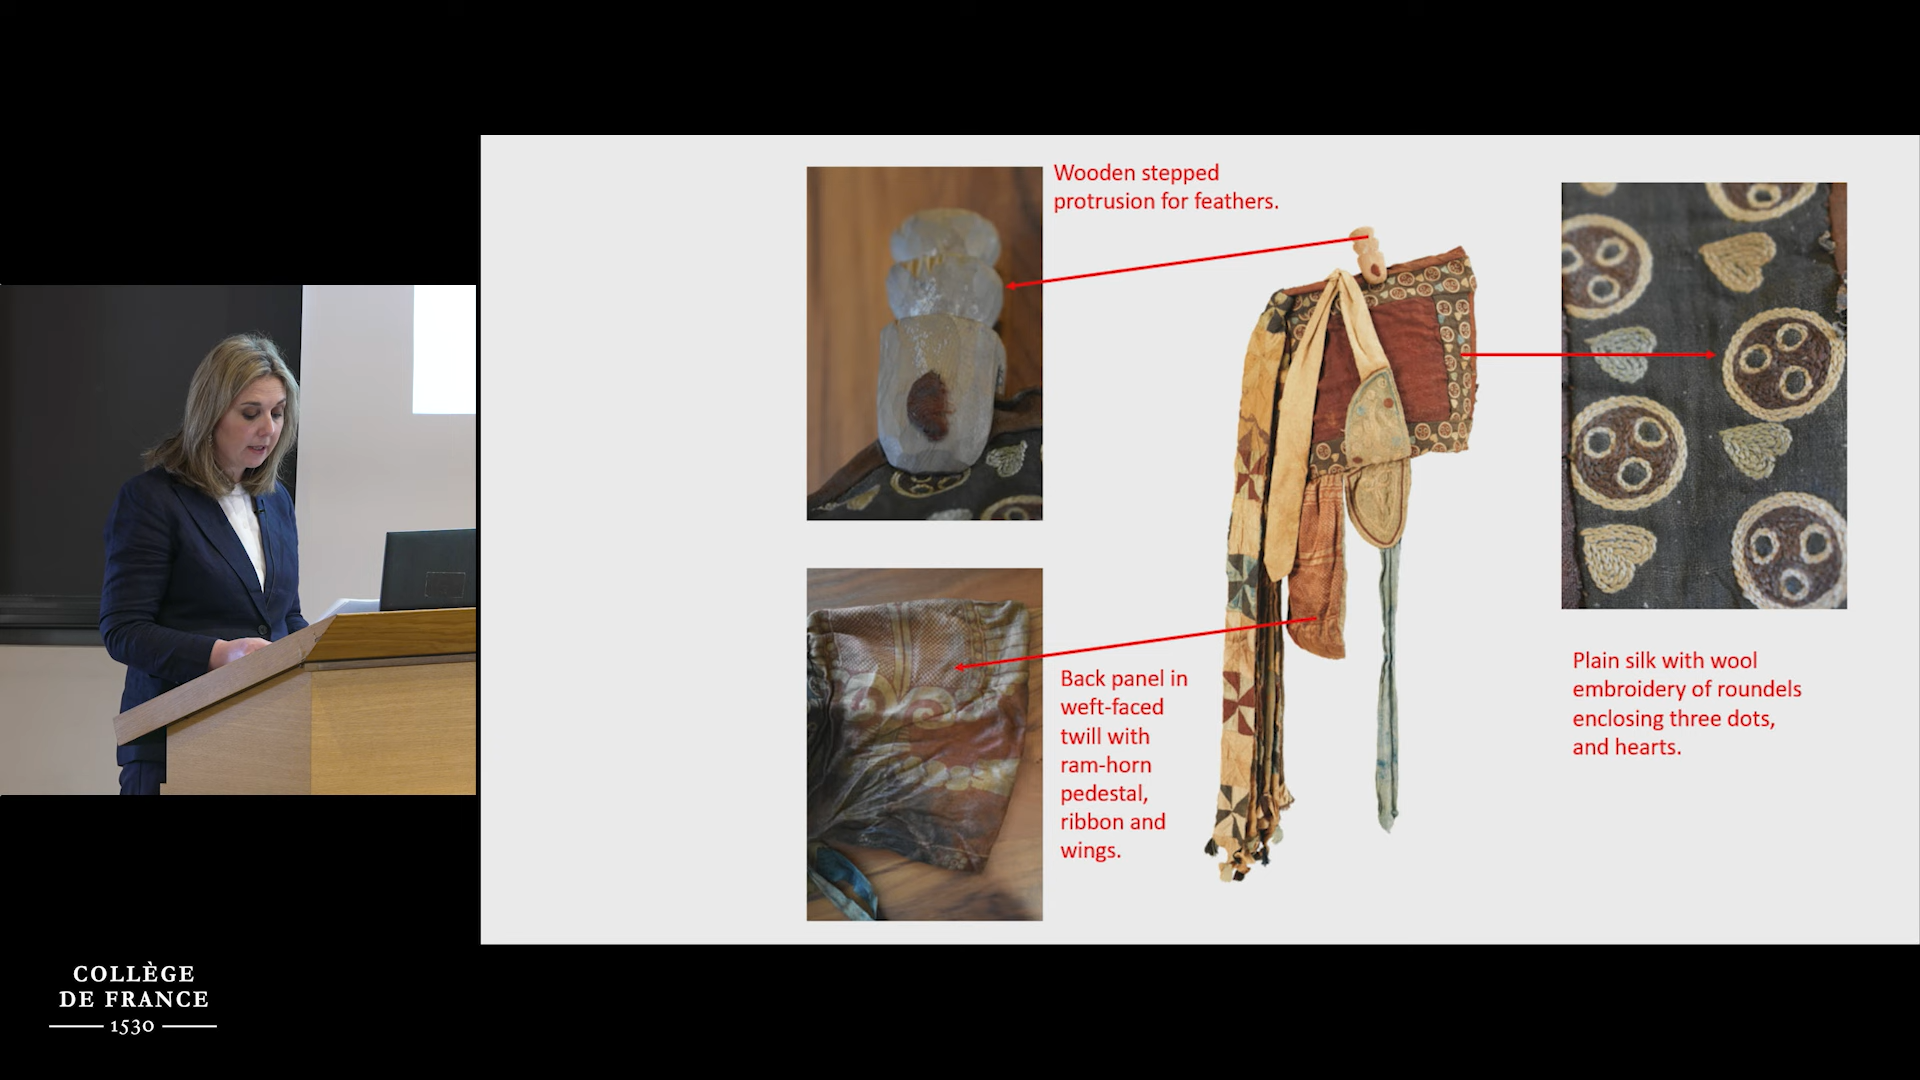 Wooden stepped
protrusion for feathers.
Back panel in
weft-faced
twill with
ram-horn
pedestal,
ribbon and
wings.
Plain silk with wool
embroidery of roundels
enclosing three dots,
and hearts.
COLLÈGE
DE FRANCE
1530